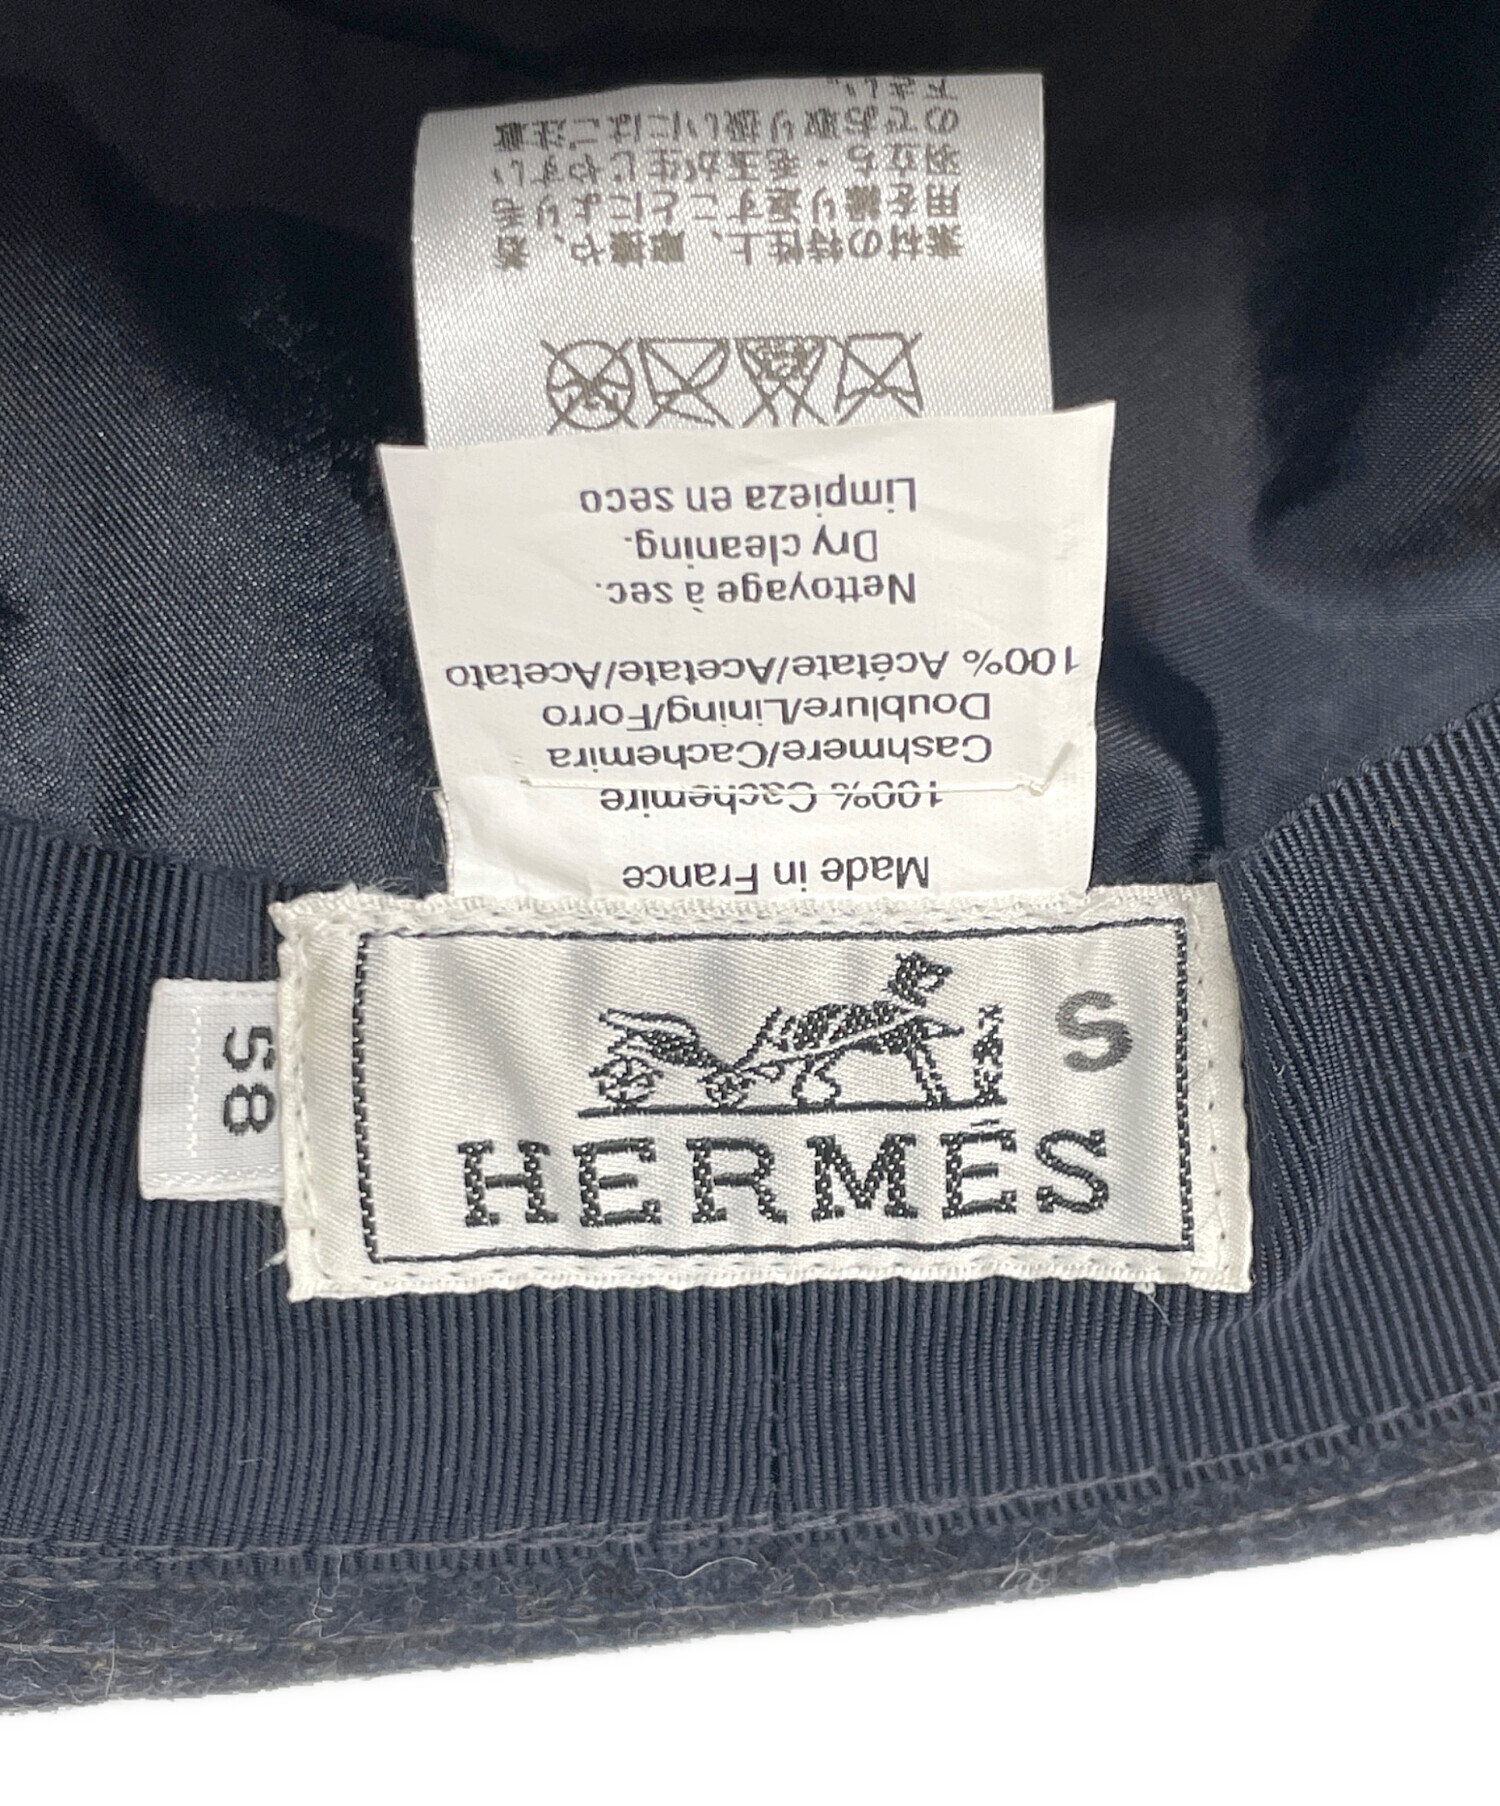 素材の特性上、摩擦や、着
用を繰り返すことにより毛
羽立ち・毛玉が生じやすい
のでお取り扱いにはご注意
下さい。
Made in France
100% Cachemire
Cashmere/Cachemira
Doublure/Lining/Forro
100% Acétate/Acetate/Acetato
Nettoyage à sec.
Dry cleaning.
Limpieza en seco
S
HERMÈS
58